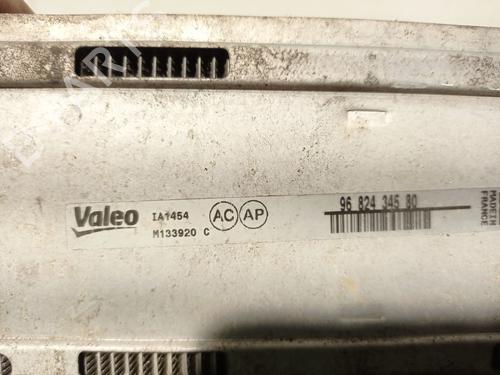 Valeo
IA1454
M133920 C
AC AP
96 824 345 80
MADE IN
FRANCE